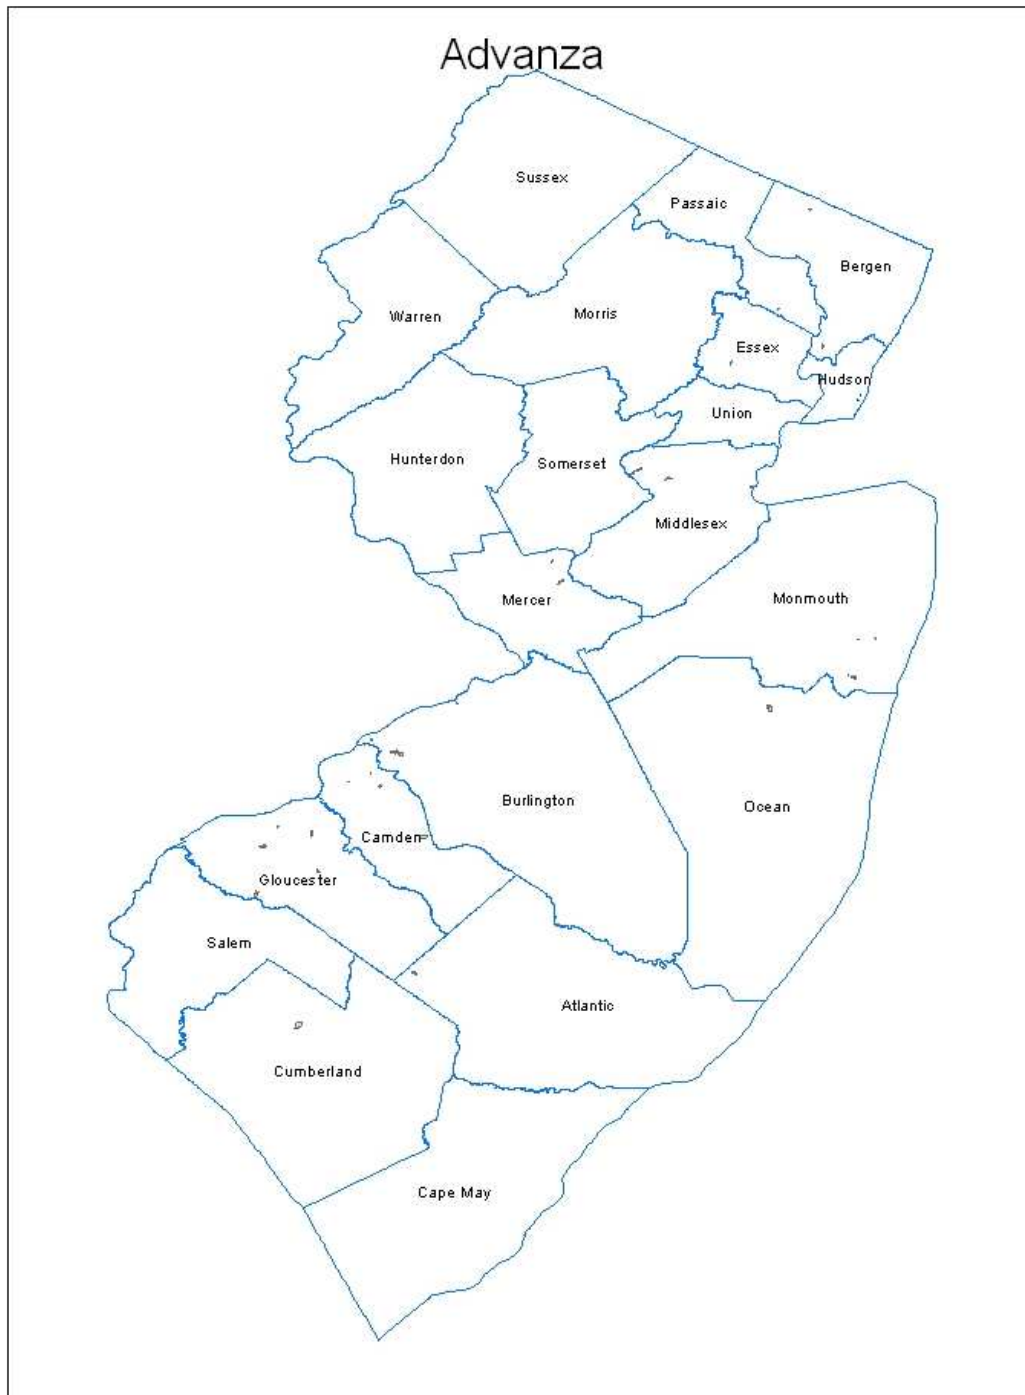 Advanza
Sussex
Passaic
Bergen
Warren
Morris
Essex
Hudson
Union
Hunterdon
Somerset
Middlesex
Mercer
Monmouth
Burlington
Ocean
Camden
Gloucester
Salem
Atlantic
Cumberland
Cape May